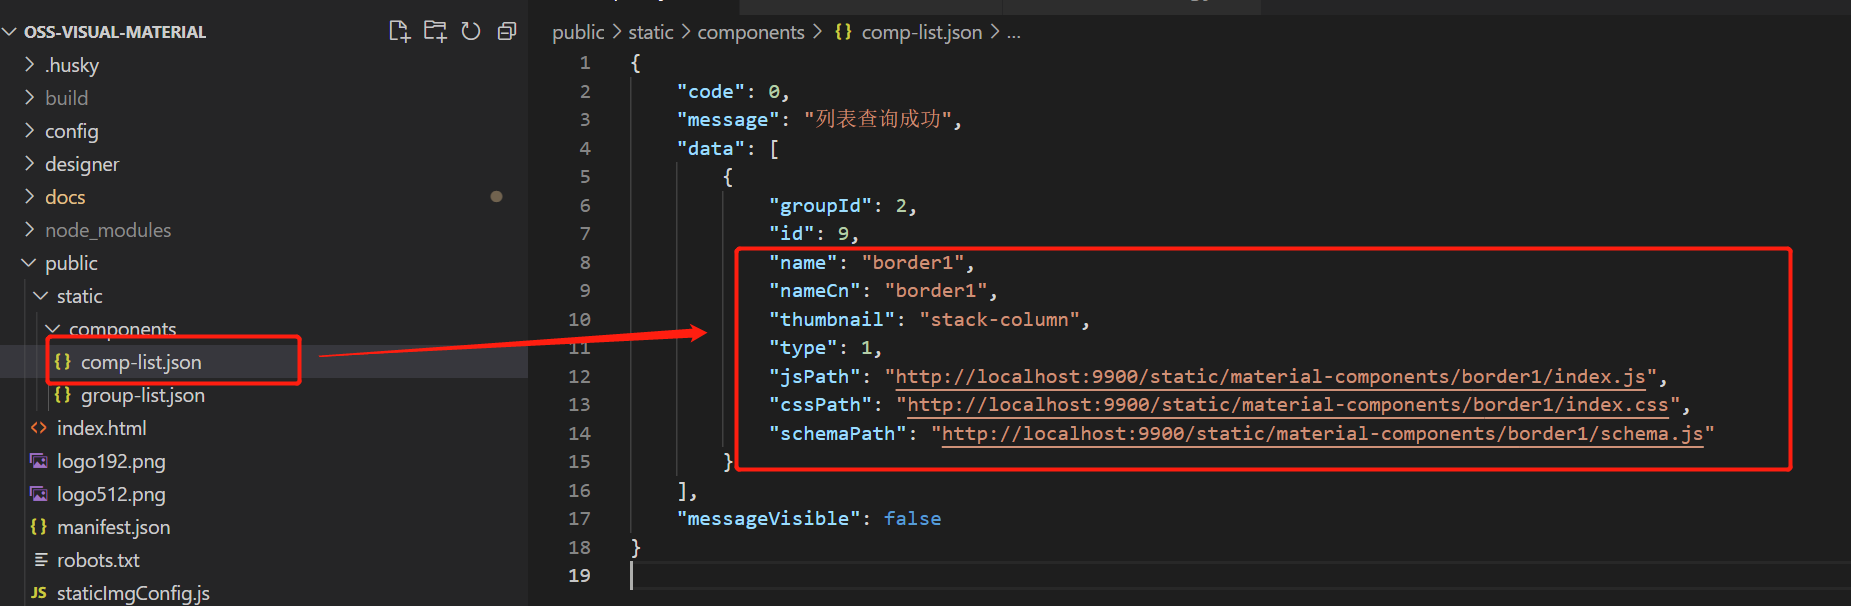 OSS-VISUAL-MATERIAL
.husky
build
config
designer
docs
node_modules
public
static
components
comp-list.json
group-list.json
index.html
logo192.png
logo512.png
manifest.json
robots.txt
staticImgConfig.js
public > static > components > {} comp-list.json > ...
1 {
2 "code": 0,
3 "message": "列表查询成功",
4 "data": [
5 {
6 "groupId": 2,
7 "id": 9,
8 "name": "border1",
9 "nameCn": "border1",
10 "thumbnail": "stack-column",
11 "type": 1,
12 "jsPath": "http://localhost:9900/static/material-components/border1/index.js",
13 "cssPath": "http://localhost:9900/static/material-components/border1/index.css",
14 "schemaPath": "http://localhost:9900/static/material-components/border1/schema.js"
15 }
16 ],
17 "messageVisible": false
18 }
19